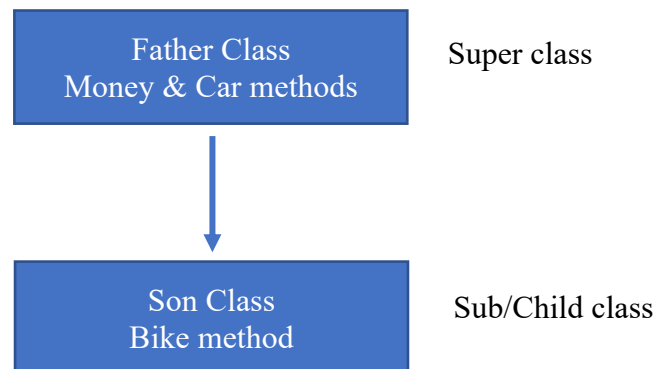 Father Class
Money & Car methods
Super class
Son Class
Bike method
Sub/Child class